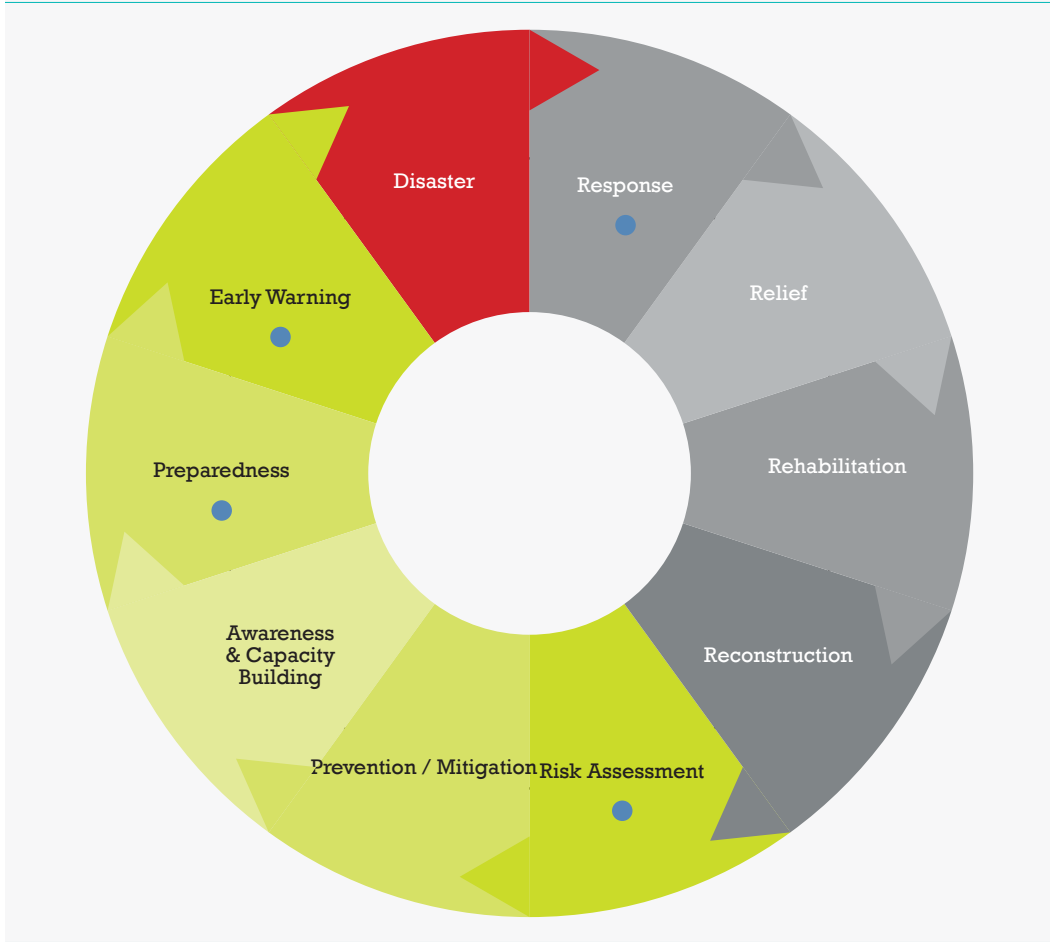 Disaster
Response
Relief
Rehabilitation
Reconstruction
Risk Assessment
Prevention / Mitigation
Awareness
& Capacity
Building
Preparedness
Early Warning